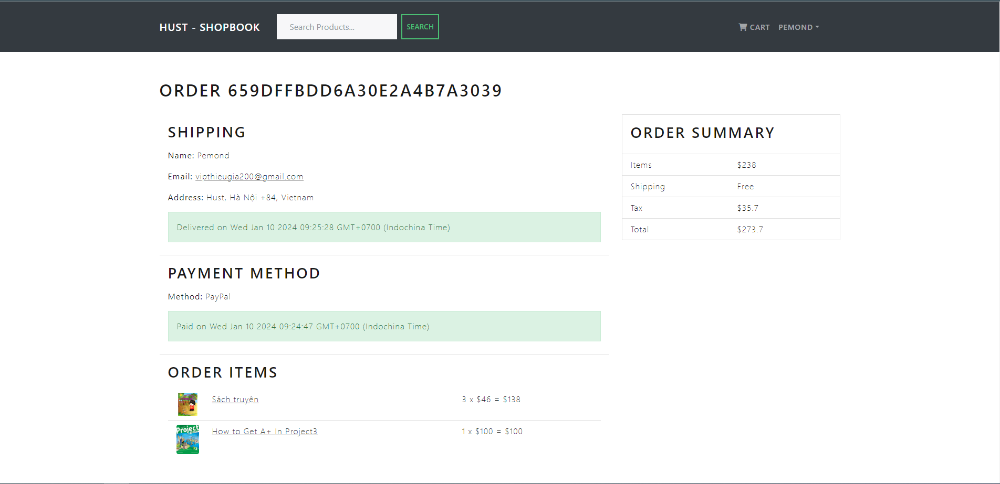 HUST - SHOPBOOK
Search Products...
SEARCH
CART
PEMOND
ORDER 659DFFBDD6A30E2A4B7A3039
SHIPPING
Name: Pemond
Email: vipthieugia200@gmail.com
Address: Hust, Hà Nội +84, Vietnam
Delivered on Wed Jan 10 2024 09:25:28 GMT+0700 (Indochina Time)
PAYMENT METHOD
Method: PayPal
Paid on Wed Jan 10 2024 09:24:47 GMT+0700 (Indochina Time)
ORDER ITEMS
Sách truyện 3 x $46 = $138
Project
3
How to Get A+ In Project3 1 x $100 = $100
ORDER SUMMARY
Items $238
Shipping Free
Tax $35.7
Total $273.7